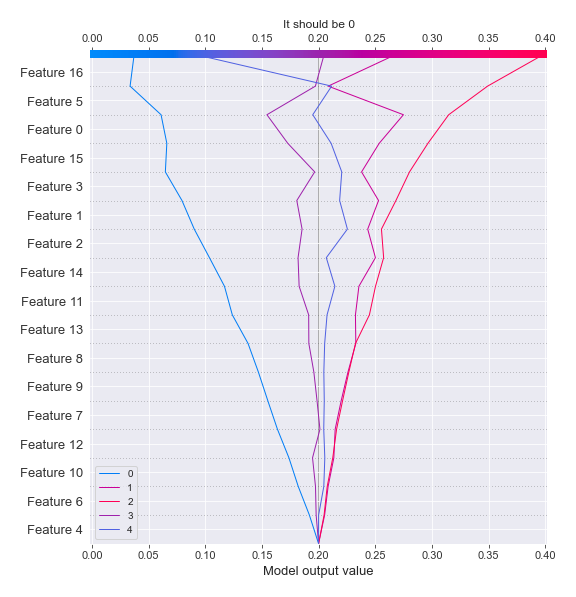 It should be 0
0.00 0.05 0.10 0.15 0.20 0.25 0.30 0.35 0.40
Feature 16
Feature 5
Feature 0
Feature 15
Feature 3
Feature 1
Feature 2
Feature 14
Feature 11
Feature 13
Feature 8
Feature 9
Feature 7
Feature 12
Feature 10
Feature 6
Feature 4
0
1
2
3
4
0.00 0.05 0.10 0.15 0.20 0.25 0.30 0.35 0.40
Model output value